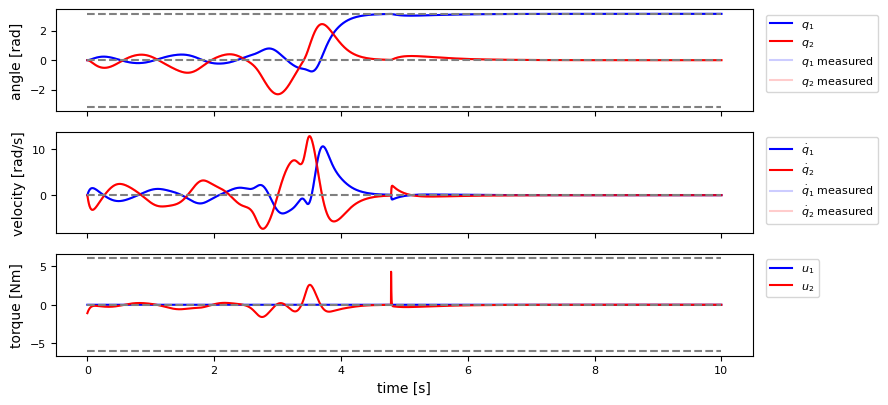 angle [rad]
2
0
−2
q₁
q₂
q₁ measured
q₂ measured
velocity [rad/s]
10
0
q̇₁
q̇₂
q̇₁ measured
q̇₂ measured
torque [Nm]
5
0
−5
u₁
u₂
0 2 4 6 8 10
time [s]